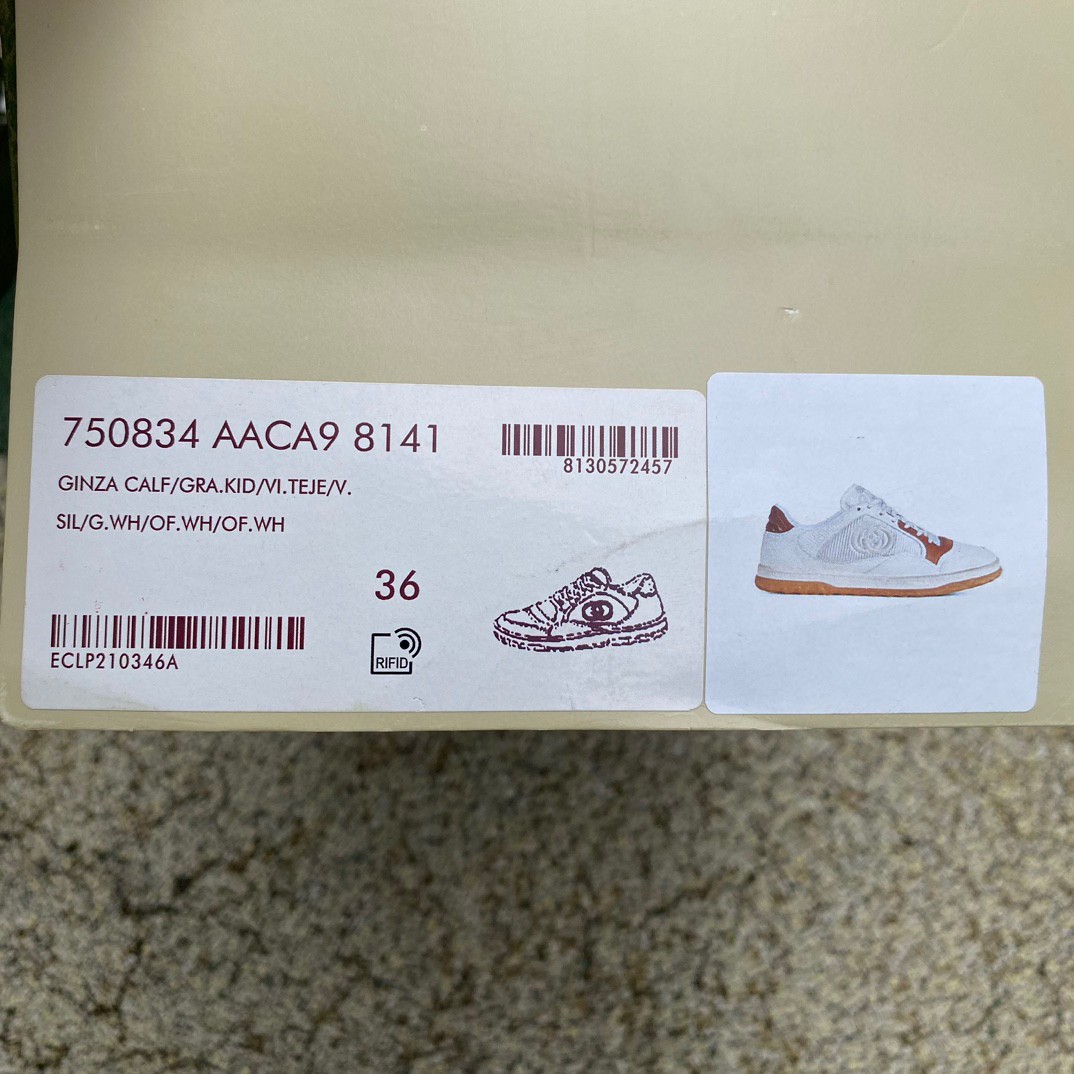 750834 AACA9 8141
8130572457
GINZA CALF/GRA.KID/VI.TEJE/V.
SIL/G.WH/OF.WH/OF.WH
36
RIFID
ECLP210346A